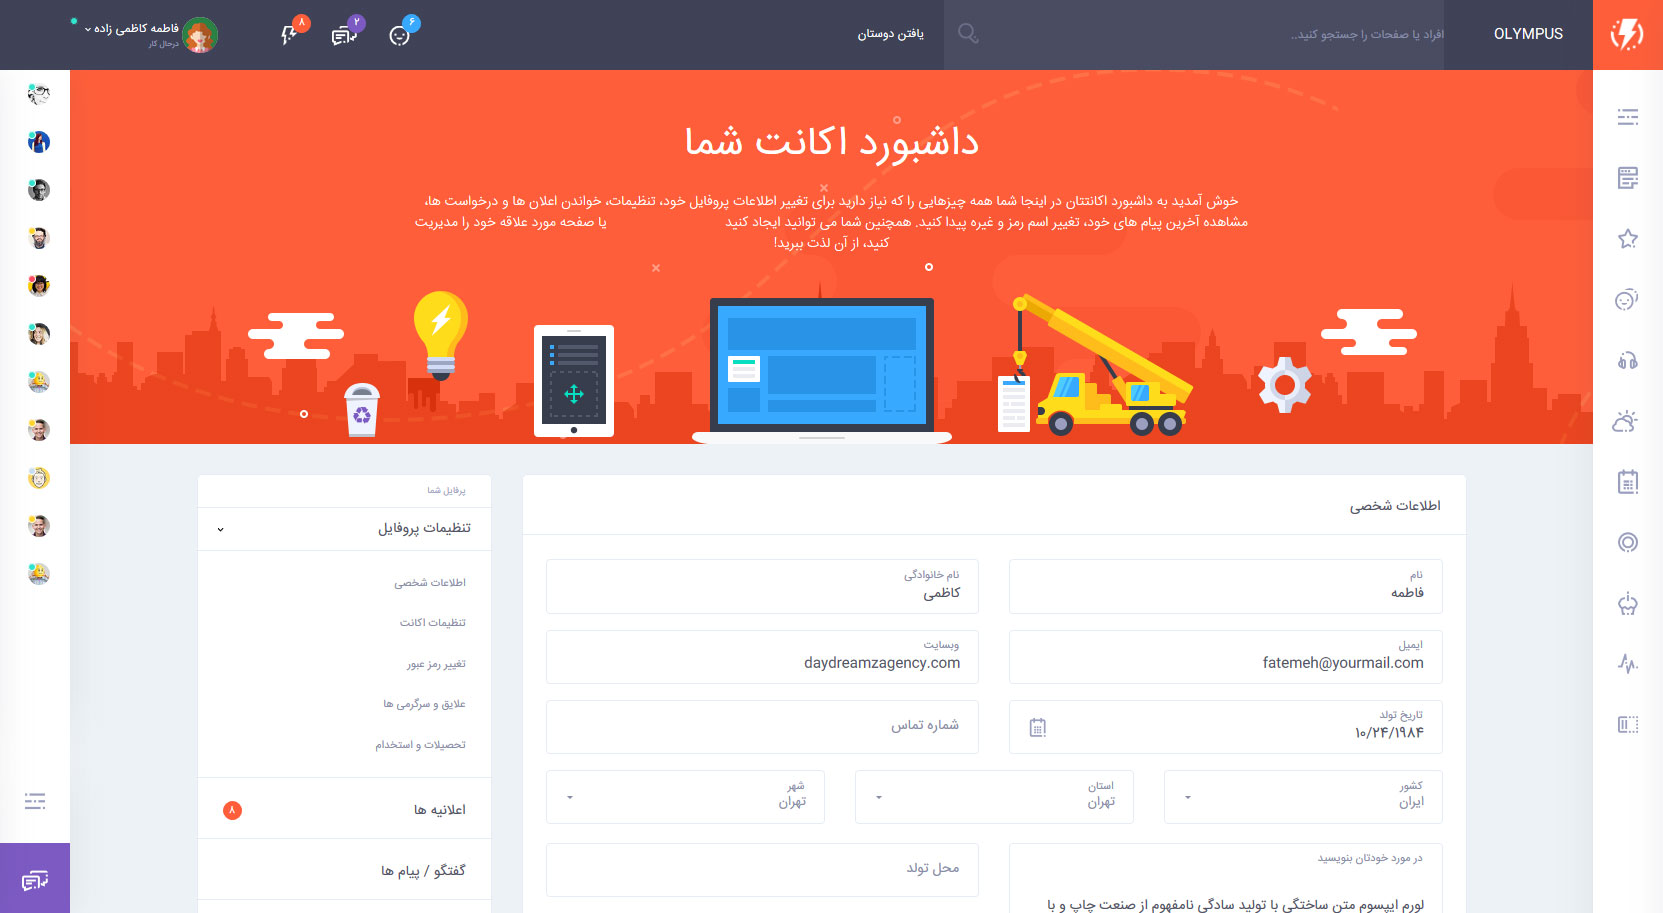 OLYMPUS
افراد یا صفحات را جستجو کنید..
یافتن دوستان
۶
۲
۸
فاطمه کاظمی زاده
درحال کار
داشبورد اکانت شما
خوش آمدید به داشبورد اکانتتان در اینجا شما همه چیزهایی را که نیاز دارید برای تغییر اطلاعات پروفایل خود، تنظیمات، خواندن اعلان ها و درخواست ها،
مشاهده آخرین پیام های خود، تغییر اسم رمز و غیره پیدا کنید. همچنین شما می توانید ایجاد کنید یا صفحه مورد علاقه خود را مدیریت
کنید، از آن لذت ببرید!
اطلاعات شخصی
نام
فاطمه
نام خانوادگی
کاظمی
ایمیل
fatemeh@yourmail.com
وبسایت
daydreamzagency.com
تاریخ تولد
۱۰/۲۴/۱۹۸۴
شماره تماس
کشور
ایران
استان
تهران
شهر
تهران
در مورد خودتان بنویسید
لورم ایپسوم متن ساختگی با تولید سادگی نامفهوم از صنعت چاپ و با
محل تولد
پرفایل شما
تنظیمات پروفایل
اطلاعات شخصی
تنظیمات اکانت
تغییر رمز عبور
علایق و سرگرمی ها
تحصیلات و استخدام
اعلانیه ها
۸
گفتگو / پیام ها